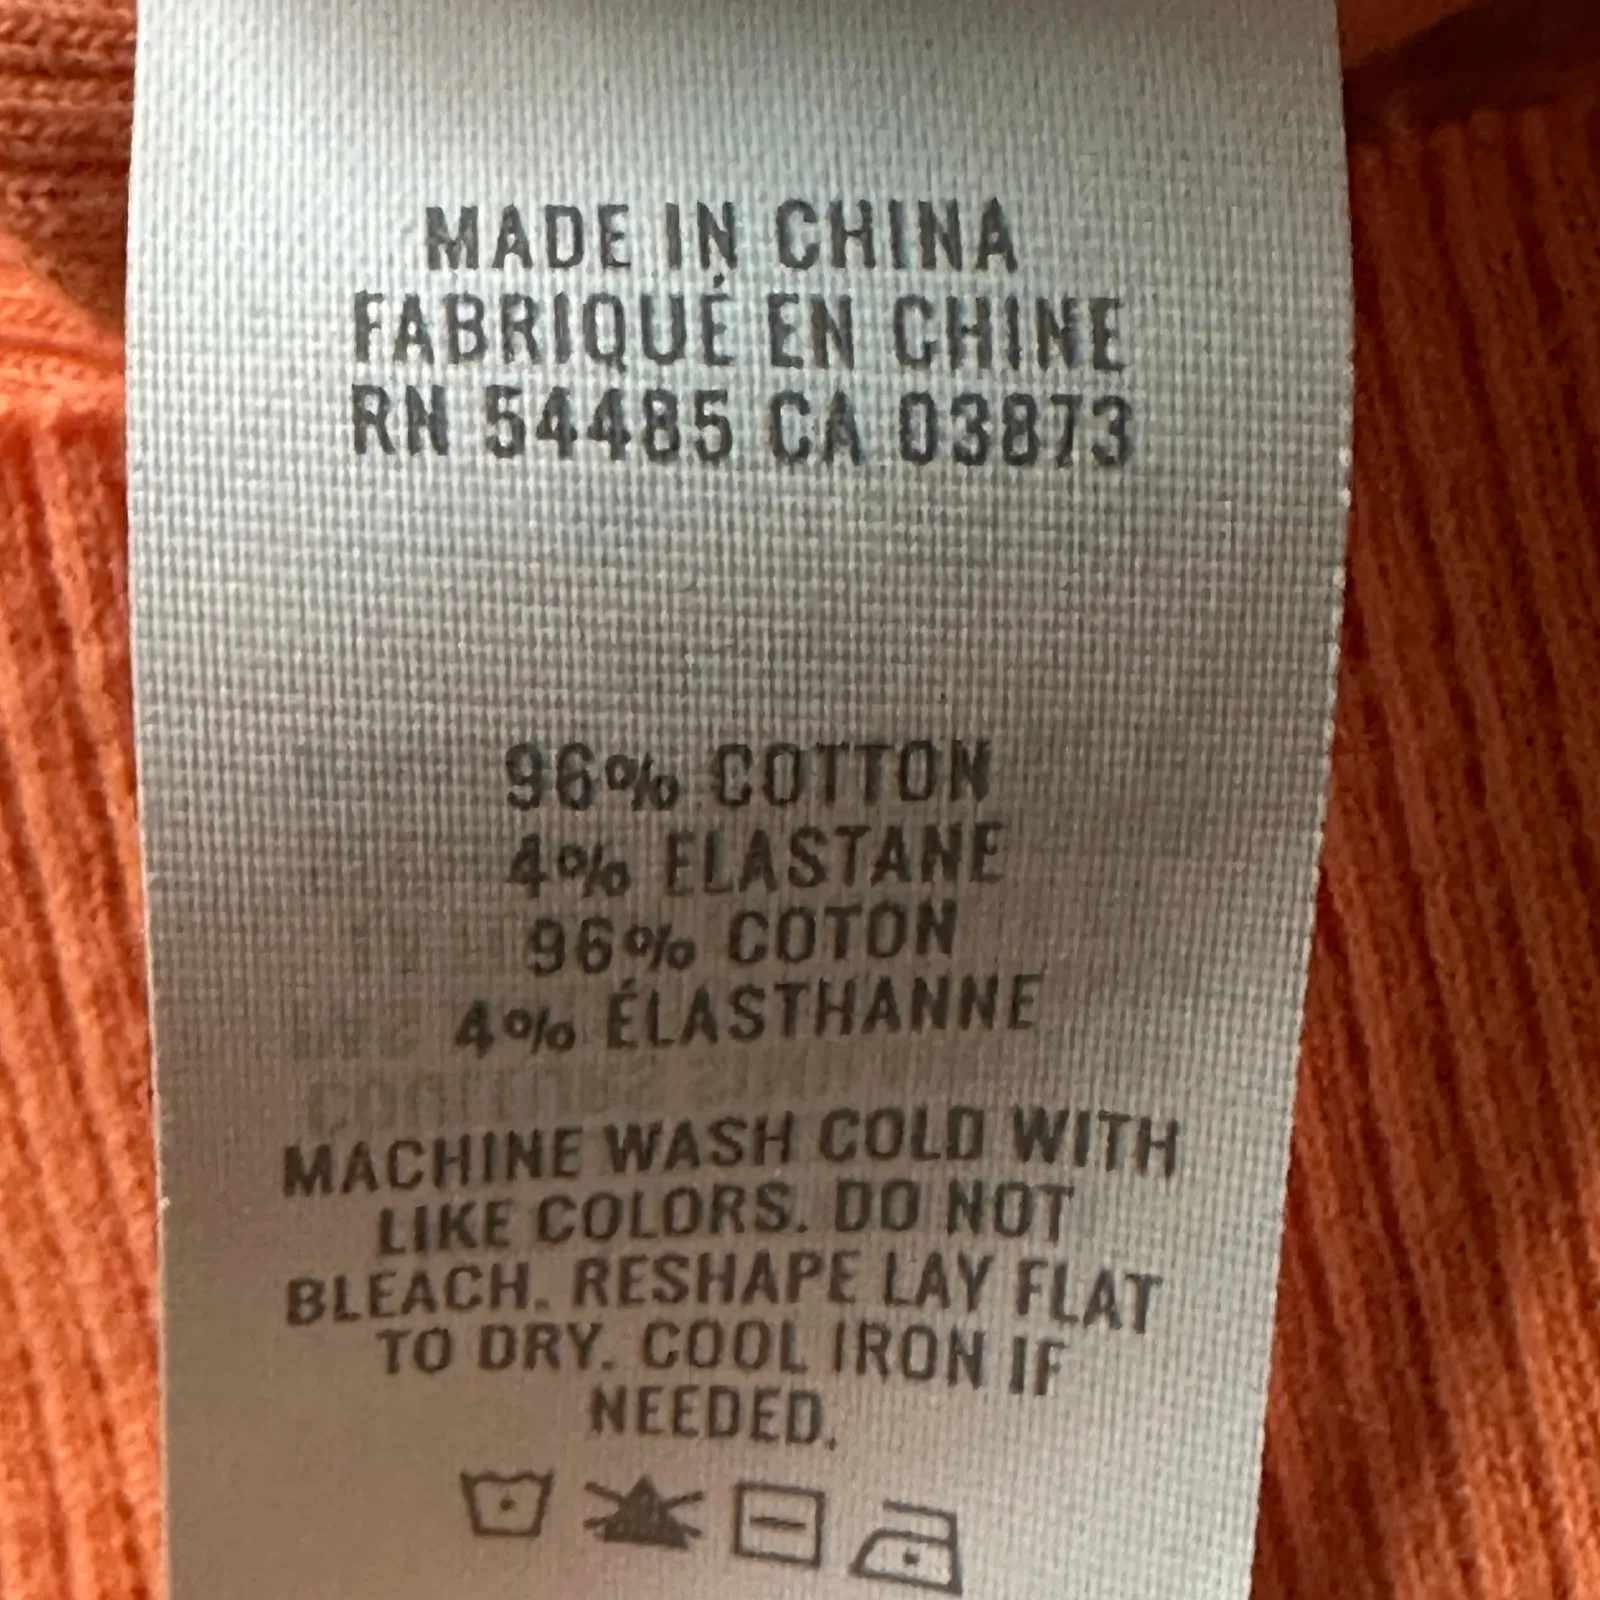 MADE IN CHINA
FABRIQUÉ EN CHINE
RN 54485 CA 03873
96% COTTON
4% ELASTANE
96% COTON
4% ÉLASTHANNE
MACHINE WASH COLD WITH
LIKE COLORS. DO NOT
BLEACH. RESHAPE LAY FLAT
TO DRY. COOL IRON IF
NEEDED.